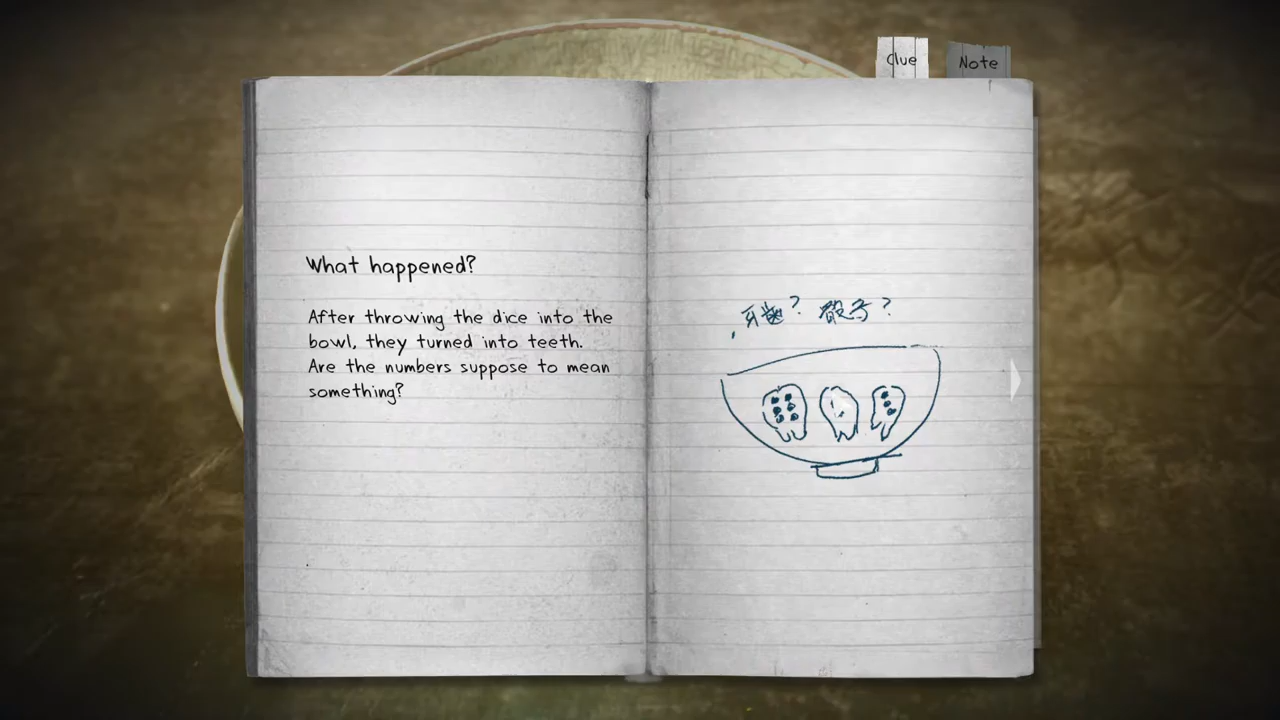 Clue
Note
What happened?
After throwing the dice into the
bowl, they turned into teeth.
Are the numbers suppose to mean
something?
牙齒? 骰子?